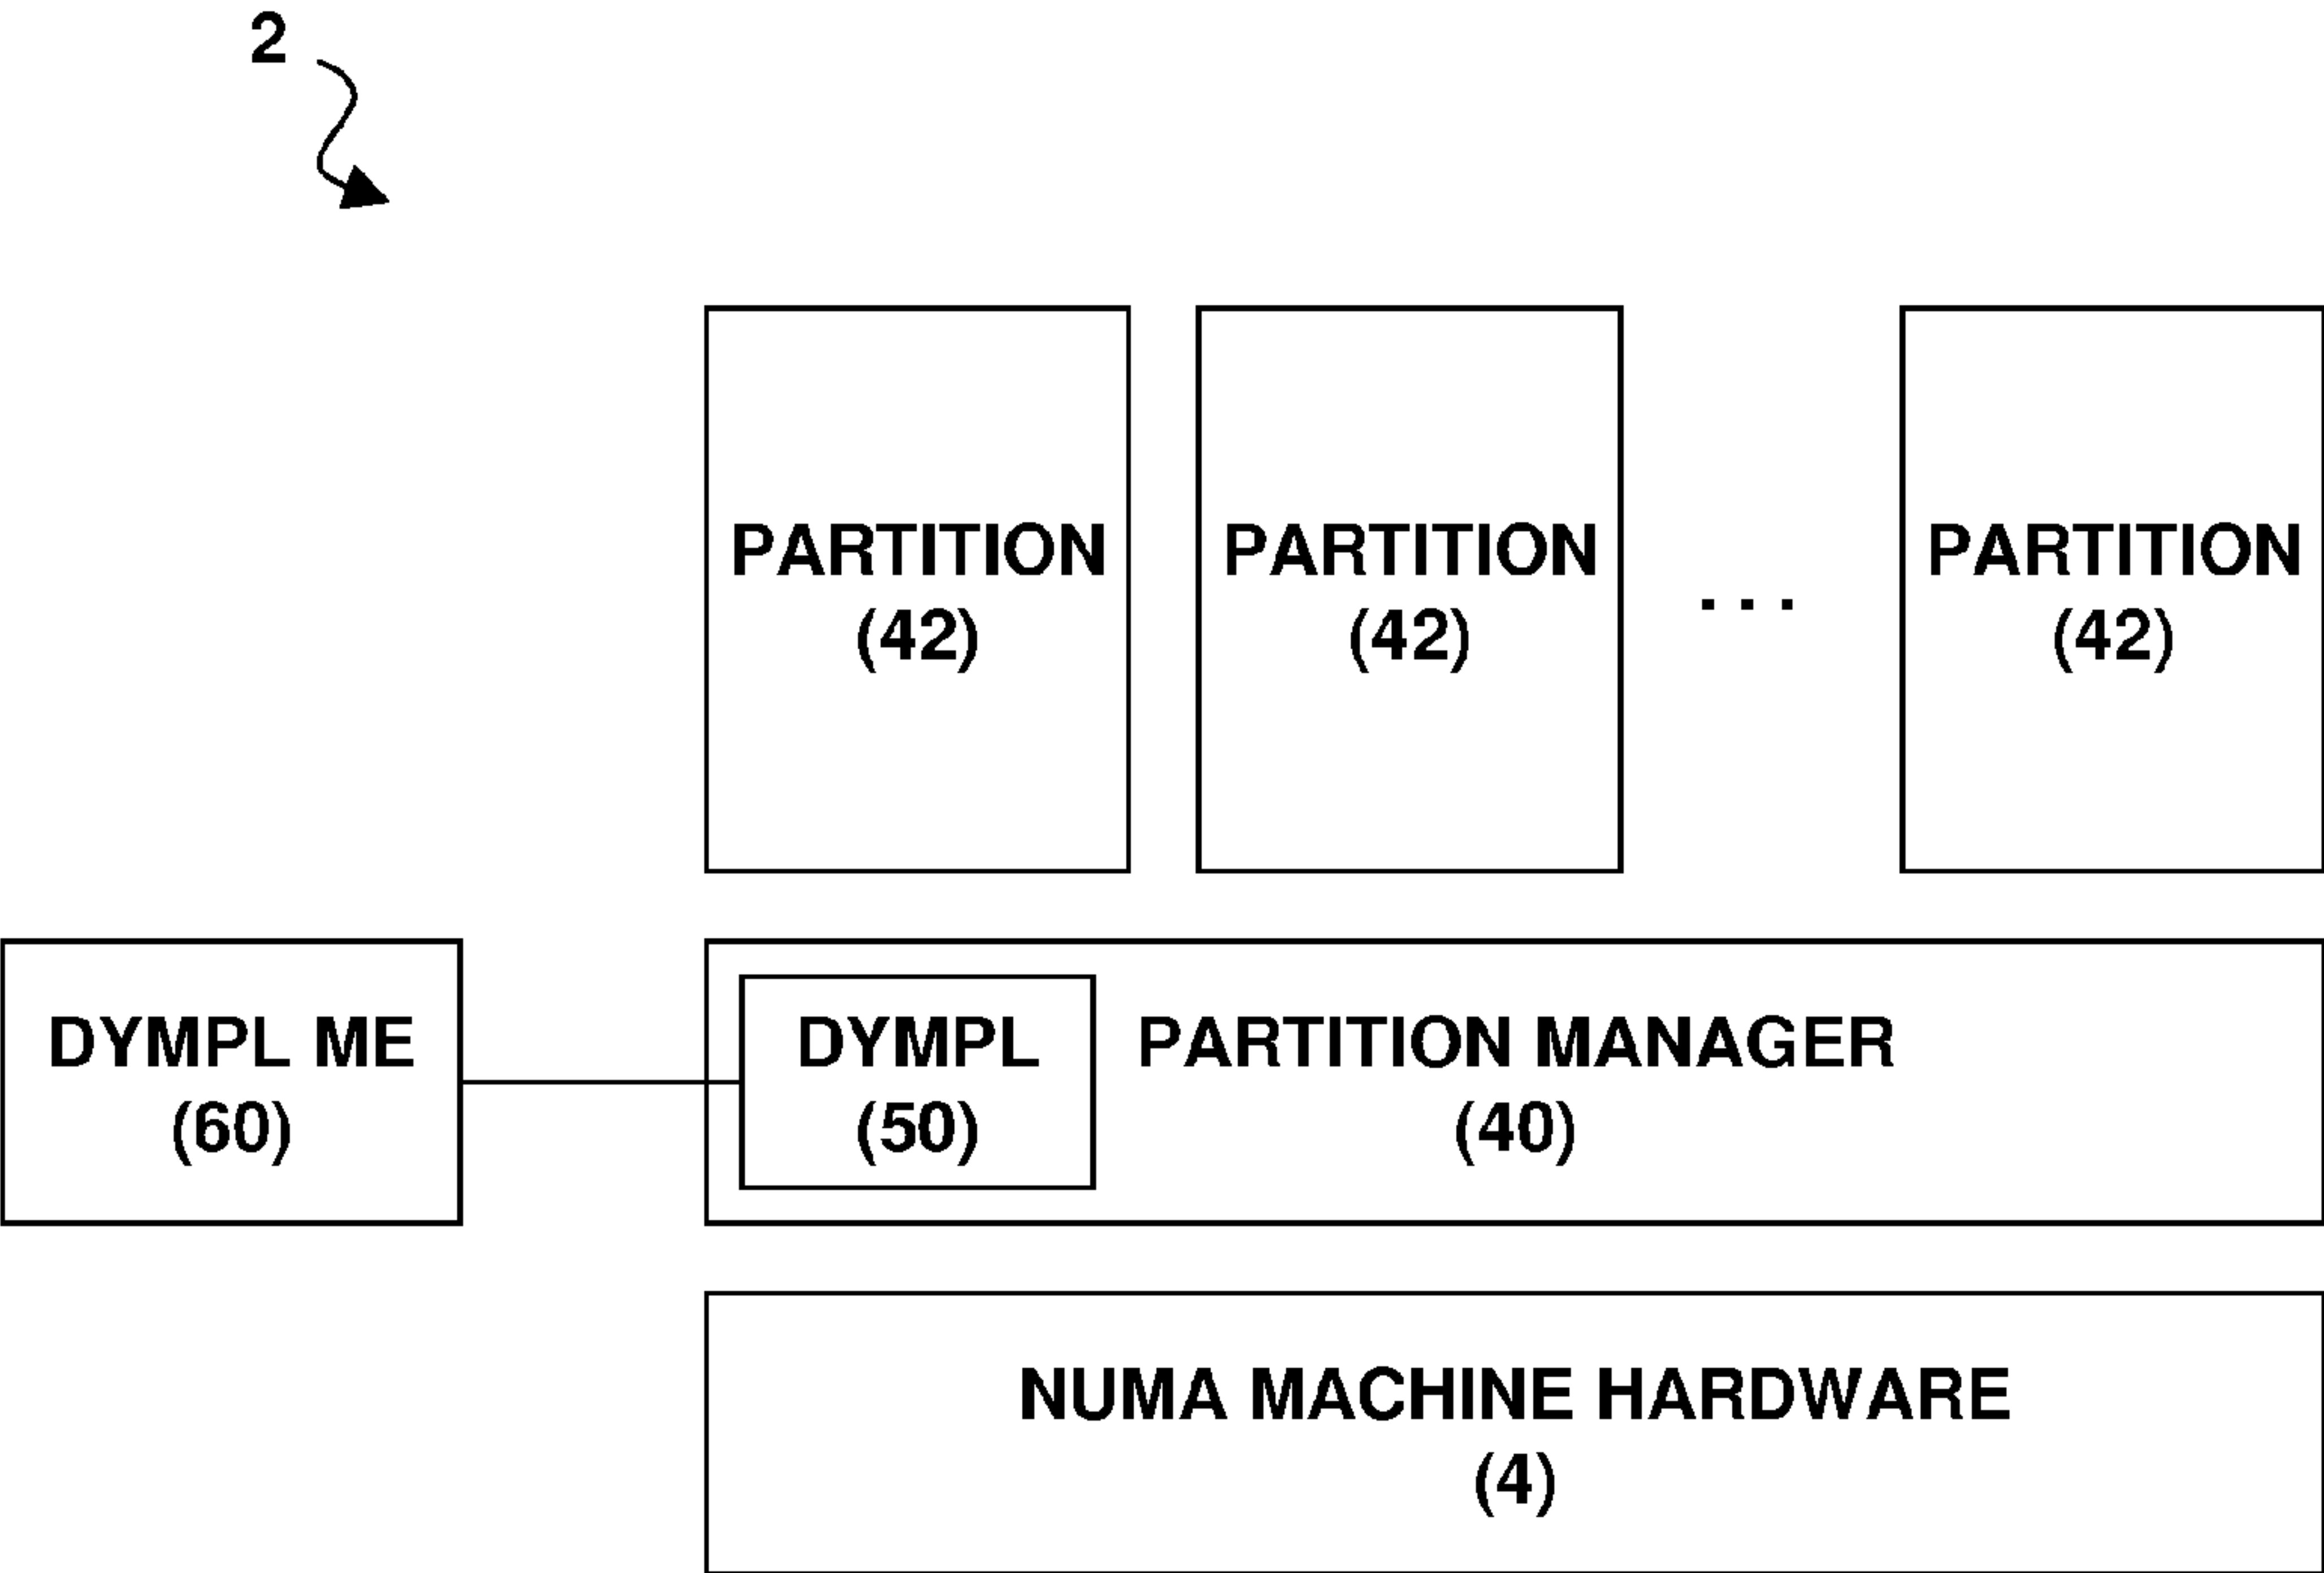 2
PARTITION
(42)
PARTITION
(42)
. . .
PARTITION
(42)
DYMPL ME
(60)
DYMPL
(50)
PARTITION MANAGER
(40)
NUMA MACHINE HARDWARE
(4)